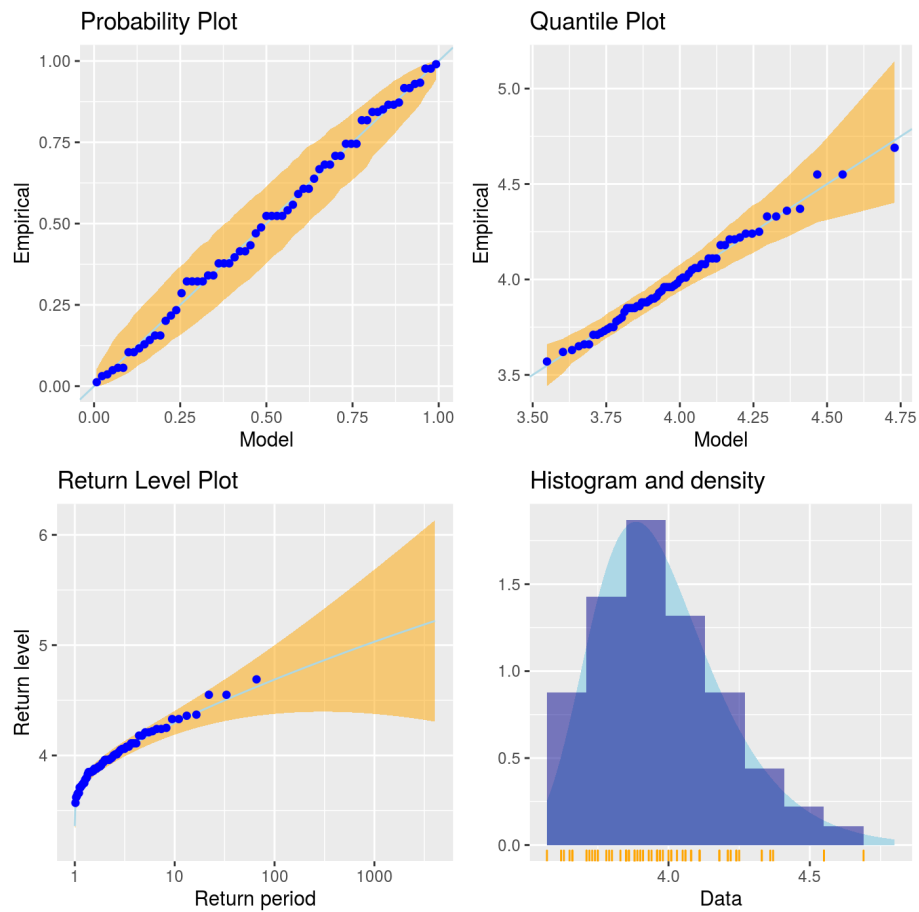 Probability Plot
1.00
0.75
0.50
0.25
0.00
Empirical
0.00 0.25 0.50 0.75 1.00
Model
Quantile Plot
5.0
4.5
4.0
3.5
Empirical
3.50 3.75 4.00 4.25 4.50 4.75
Model
Return Level Plot
6
5
4
Return level
1 10 100 1000
Return period
Histogram and density
1.5
1.0
0.5
0.0
4.0 4.5
Data